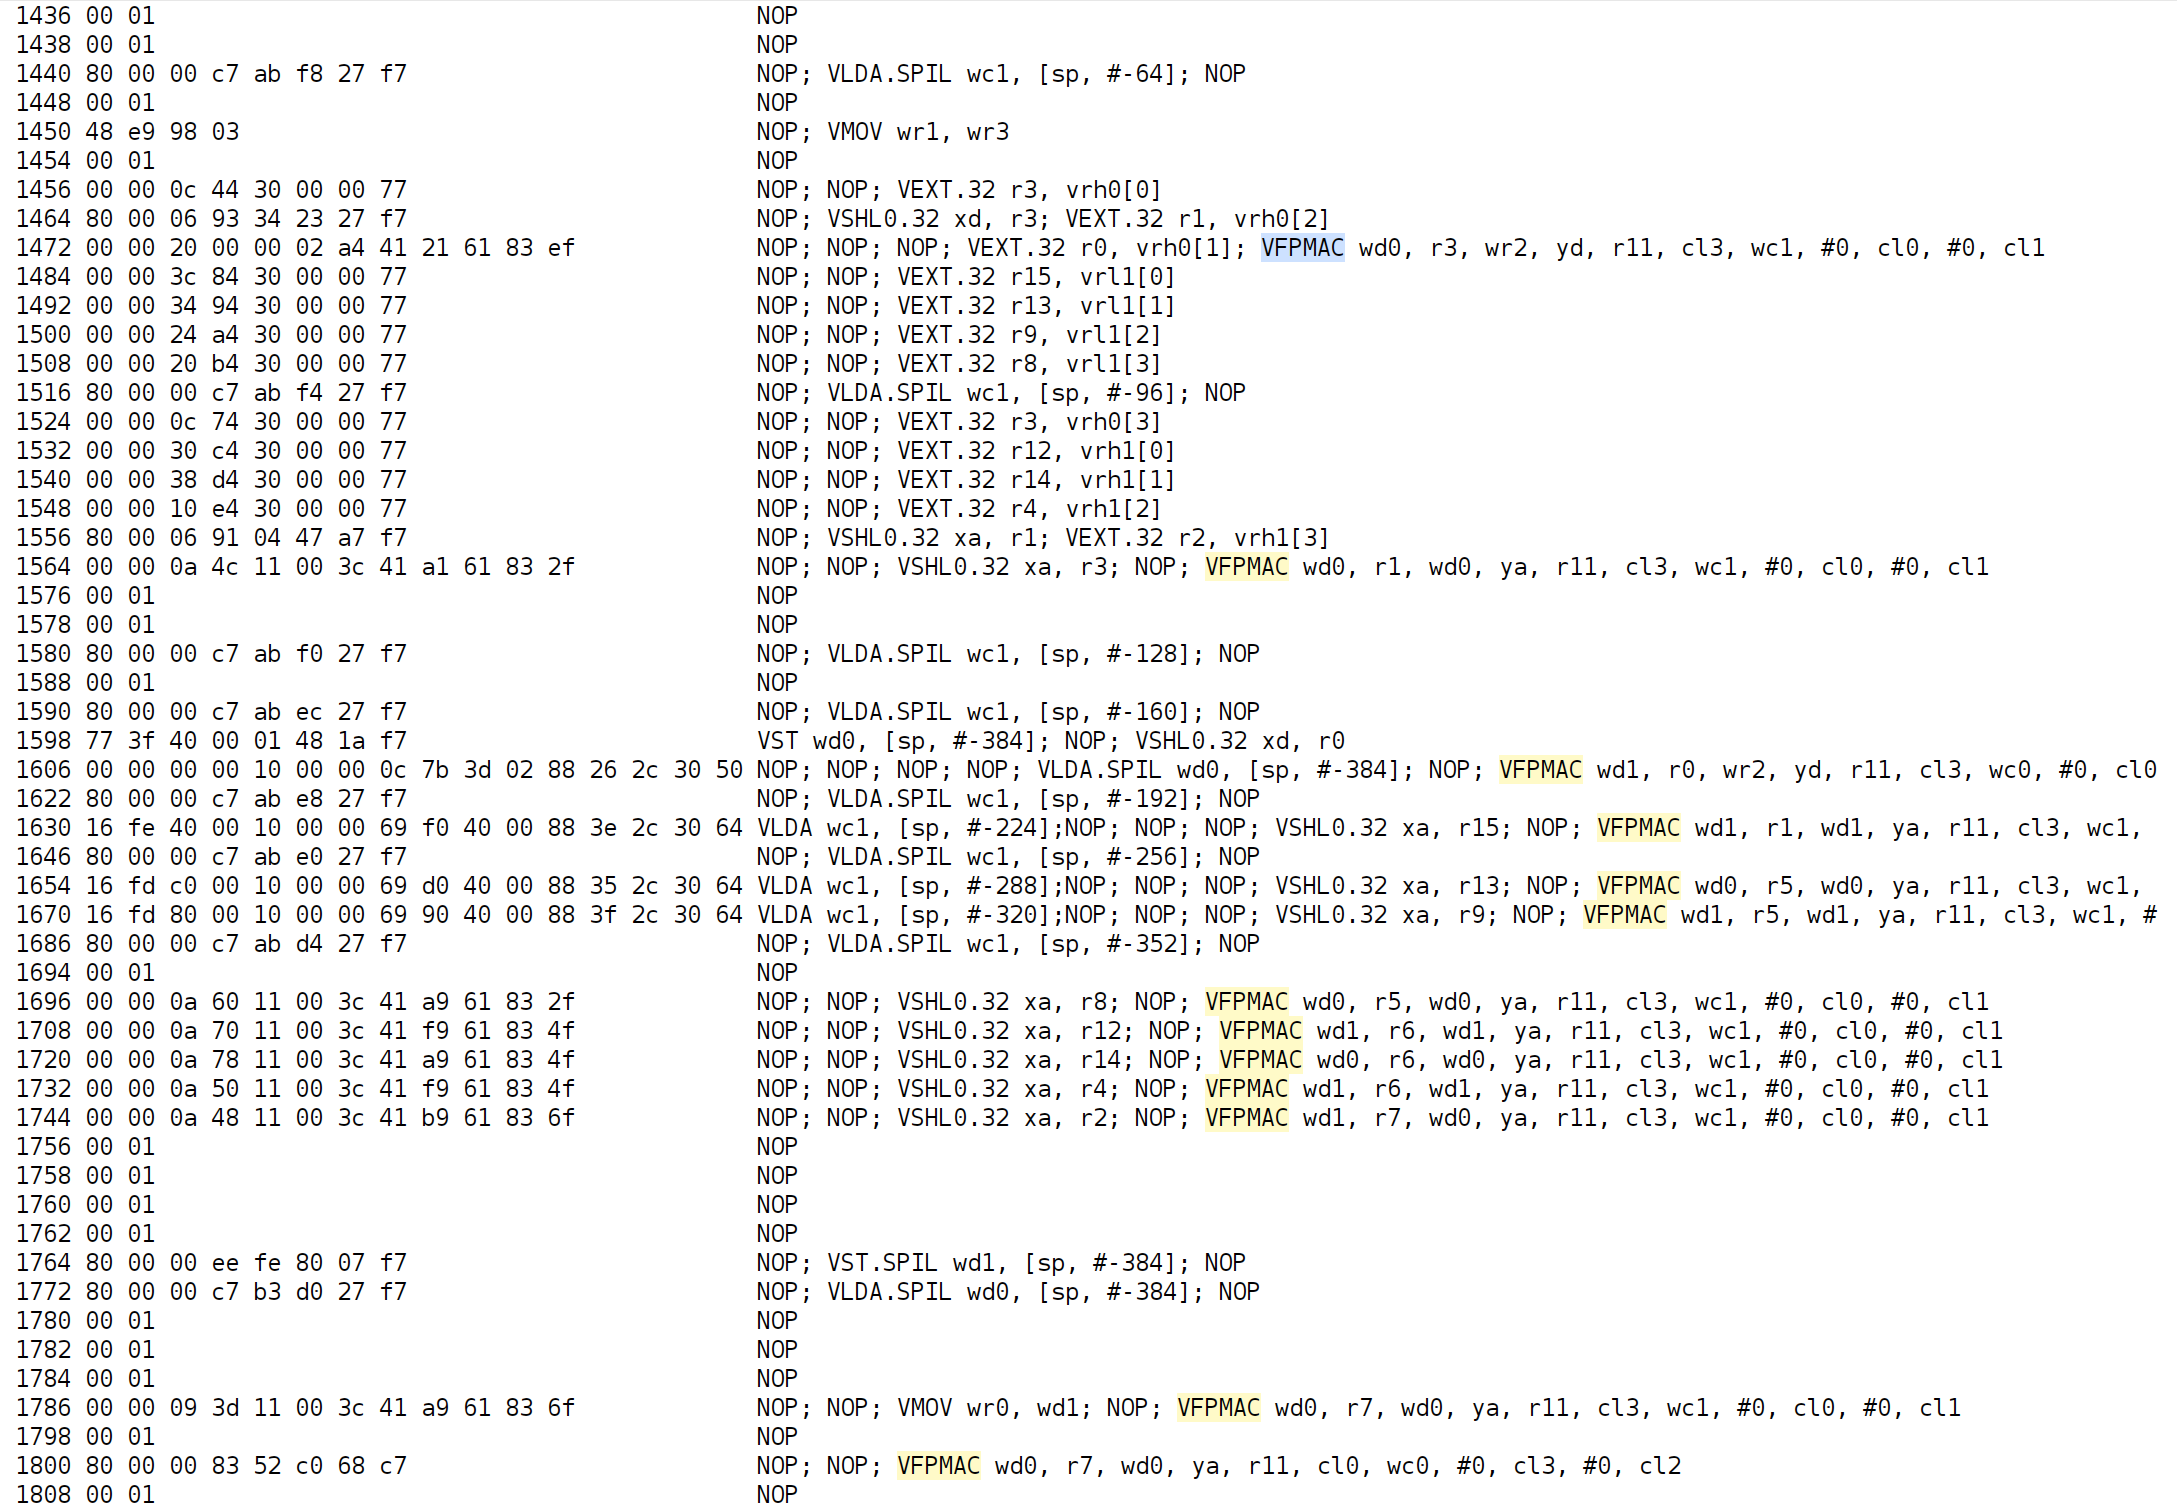 1436 00 01 NOP
1438 00 01 NOP
1440 80 00 00 c7 ab f8 27 f7 NOP; VLDA.SPIL wc1, [sp, #-64]; NOP
1448 00 01 NOP
1450 48 e9 98 03 NOP; VMOV wr1, wr3
1454 00 01 NOP
1456 00 00 0c 44 30 00 00 77 NOP; NOP; VEXT.32 r3, vrh0[0]
1464 80 00 06 93 34 23 27 f7 NOP; VSHL0.32 xd, r3; VEXT.32 r1, vrh0[2]
1472 00 00 20 00 00 02 a4 41 21 61 83 ef NOP; NOP; NOP; VEXT.32 r0, vrh0[1]; VFPMAC wd0, r3, wr2, yd, r11, cl3, wc1, #0, cl0, #0, cl1
1484 00 00 3c 84 30 00 00 77 NOP; NOP; VEXT.32 r15, vrl1[0]
1492 00 00 34 94 30 00 00 77 NOP; NOP; VEXT.32 r13, vrl1[1]
1500 00 00 24 a4 30 00 00 77 NOP; NOP; VEXT.32 r9, vrl1[2]
1508 00 00 20 b4 30 00 00 77 NOP; NOP; VEXT.32 r8, vrl1[3]
1516 80 00 00 c7 ab f4 27 f7 NOP; VLDA.SPIL wc1, [sp, #-96]; NOP
1524 00 00 0c 74 30 00 00 77 NOP; NOP; VEXT.32 r3, vrh0[3]
1532 00 00 30 c4 30 00 00 77 NOP; NOP; VEXT.32 r12, vrh1[0]
1540 00 00 38 d4 30 00 00 77 NOP; NOP; VEXT.32 r14, vrh1[1]
1548 00 00 10 e4 30 00 00 77 NOP; NOP; VEXT.32 r4, vrh1[2]
1556 80 00 06 91 04 47 a7 f7 NOP; VSHL0.32 xa, r1; VEXT.32 r2, vrh1[3]
1564 00 00 0a 4c 11 00 3c 41 a1 61 83 2f NOP; NOP; VSHL0.32 xa, r3; NOP; VFPMAC wd0, r1, wd0, ya, r11, cl3, wc1, #0, cl0, #0, cl1
1576 00 01 NOP
1578 00 01 NOP
1580 80 00 00 c7 ab f0 27 f7 NOP; VLDA.SPIL wc1, [sp, #-128]; NOP
1588 00 01 NOP
1590 80 00 00 c7 ab ec 27 f7 NOP; VLDA.SPIL wc1, [sp, #-160]; NOP
1598 77 3f 40 00 01 48 1a f7 VST wd0, [sp, #-384]; NOP; VSHL0.32 xd, r0
1606 00 00 00 00 10 00 00 0c 7b 3d 02 88 26 2c 30 50 NOP; NOP; NOP; NOP; VLDA.SPIL wd0, [sp, #-384]; NOP; VFPMAC wd1, r0, wr2, yd, r11, cl3, wc0, #0, cl0
1622 80 00 00 c7 ab e8 27 f7 NOP; VLDA.SPIL wc1, [sp, #-192]; NOP
1630 16 fe 40 00 10 00 00 69 f0 40 00 88 3e 2c 30 64 VLDA wc1, [sp, #-224];NOP; NOP; NOP; VSHL0.32 xa, r15; NOP; VFPMAC wd1, r1, wd1, ya, r11, cl3, wc1,
1646 80 00 00 c7 ab e0 27 f7 NOP; VLDA.SPIL wc1, [sp, #-256]; NOP
1654 16 fd c0 00 10 00 00 69 d0 40 00 88 35 2c 30 64 VLDA wc1, [sp, #-288];NOP; NOP; NOP; VSHL0.32 xa, r13; NOP; VFPMAC wd0, r5, wd0, ya, r11, cl3, wc1,
1670 16 fd 80 00 10 00 00 69 90 40 00 88 3f 2c 30 64 VLDA wc1, [sp, #-320];NOP; NOP; NOP; VSHL0.32 xa, r9; NOP; VFPMAC wd1, r5, wd1, ya, r11, cl3, wc1, #
1686 80 00 00 c7 ab d4 27 f7 NOP; VLDA.SPIL wc1, [sp, #-352]; NOP
1694 00 01 NOP
1696 00 00 0a 60 11 00 3c 41 a9 61 83 2f NOP; NOP; VSHL0.32 xa, r8; NOP; VFPMAC wd0, r5, wd0, ya, r11, cl3, wc1, #0, cl0, #0, cl1
1708 00 00 0a 70 11 00 3c 41 f9 61 83 4f NOP; NOP; VSHL0.32 xa, r12; NOP; VFPMAC wd1, r6, wd1, ya, r11, cl3, wc1, #0, cl0, #0, cl1
1720 00 00 0a 78 11 00 3c 41 a9 61 83 4f NOP; NOP; VSHL0.32 xa, r14; NOP; VFPMAC wd0, r6, wd0, ya, r11, cl3, wc1, #0, cl0, #0, cl1
1732 00 00 0a 50 11 00 3c 41 f9 61 83 4f NOP; NOP; VSHL0.32 xa, r4; NOP; VFPMAC wd1, r6, wd1, ya, r11, cl3, wc1, #0, cl0, #0, cl1
1744 00 00 0a 48 11 00 3c 41 b9 61 83 6f NOP; NOP; VSHL0.32 xa, r2; NOP; VFPMAC wd1, r7, wd0, ya, r11, cl3, wc1, #0, cl0, #0, cl1
1756 00 01 NOP
1758 00 01 NOP
1760 00 01 NOP
1762 00 01 NOP
1764 80 00 00 ee fe 80 07 f7 NOP; VST.SPIL wd1, [sp, #-384]; NOP
1772 80 00 00 c7 b3 d0 27 f7 NOP; VLDA.SPIL wd0, [sp, #-384]; NOP
1780 00 01 NOP
1782 00 01 NOP
1784 00 01 NOP
1786 00 00 09 3d 11 00 3c 41 a9 61 83 6f NOP; NOP; VMOV wr0, wd1; NOP; VFPMAC wd0, r7, wd0, ya, r11, cl3, wc1, #0, cl0, #0, cl1
1798 00 01 NOP
1800 80 00 00 83 52 c0 68 c7 NOP; NOP; VFPMAC wd0, r7, wd0, ya, r11, cl0, wc0, #0, cl3, #0, cl2
1808 00 01 NOP